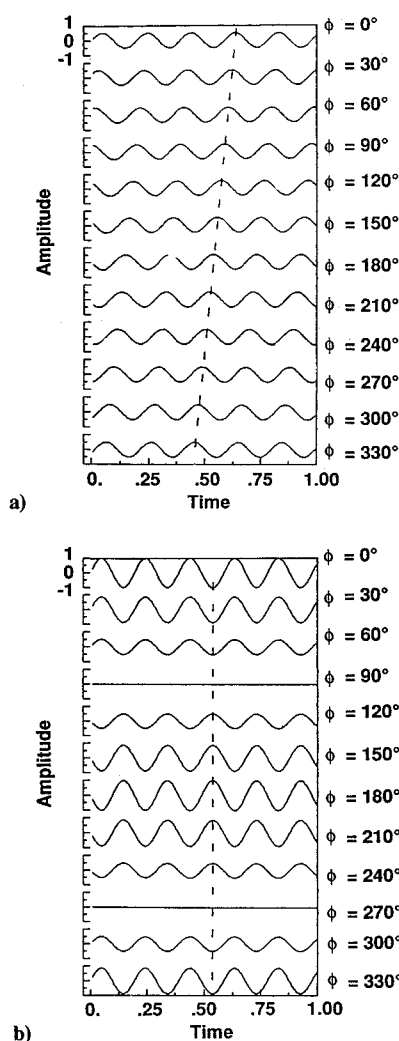 1
0
-1
Amplitude
ϕ = 0°
ϕ = 30°
ϕ = 60°
ϕ = 90°
ϕ = 120°
ϕ = 150°
ϕ = 180°
ϕ = 210°
ϕ = 240°
ϕ = 270°
ϕ = 300°
ϕ = 330°
0. .25 .50 .75 1.00
Time
a)
1
0
-1
Amplitude
ϕ = 0°
ϕ = 30°
ϕ = 60°
ϕ = 90°
ϕ = 120°
ϕ = 150°
ϕ = 180°
ϕ = 210°
ϕ = 240°
ϕ = 270°
ϕ = 300°
ϕ = 330°
0. .25 .50 .75 1.00
Time
b)